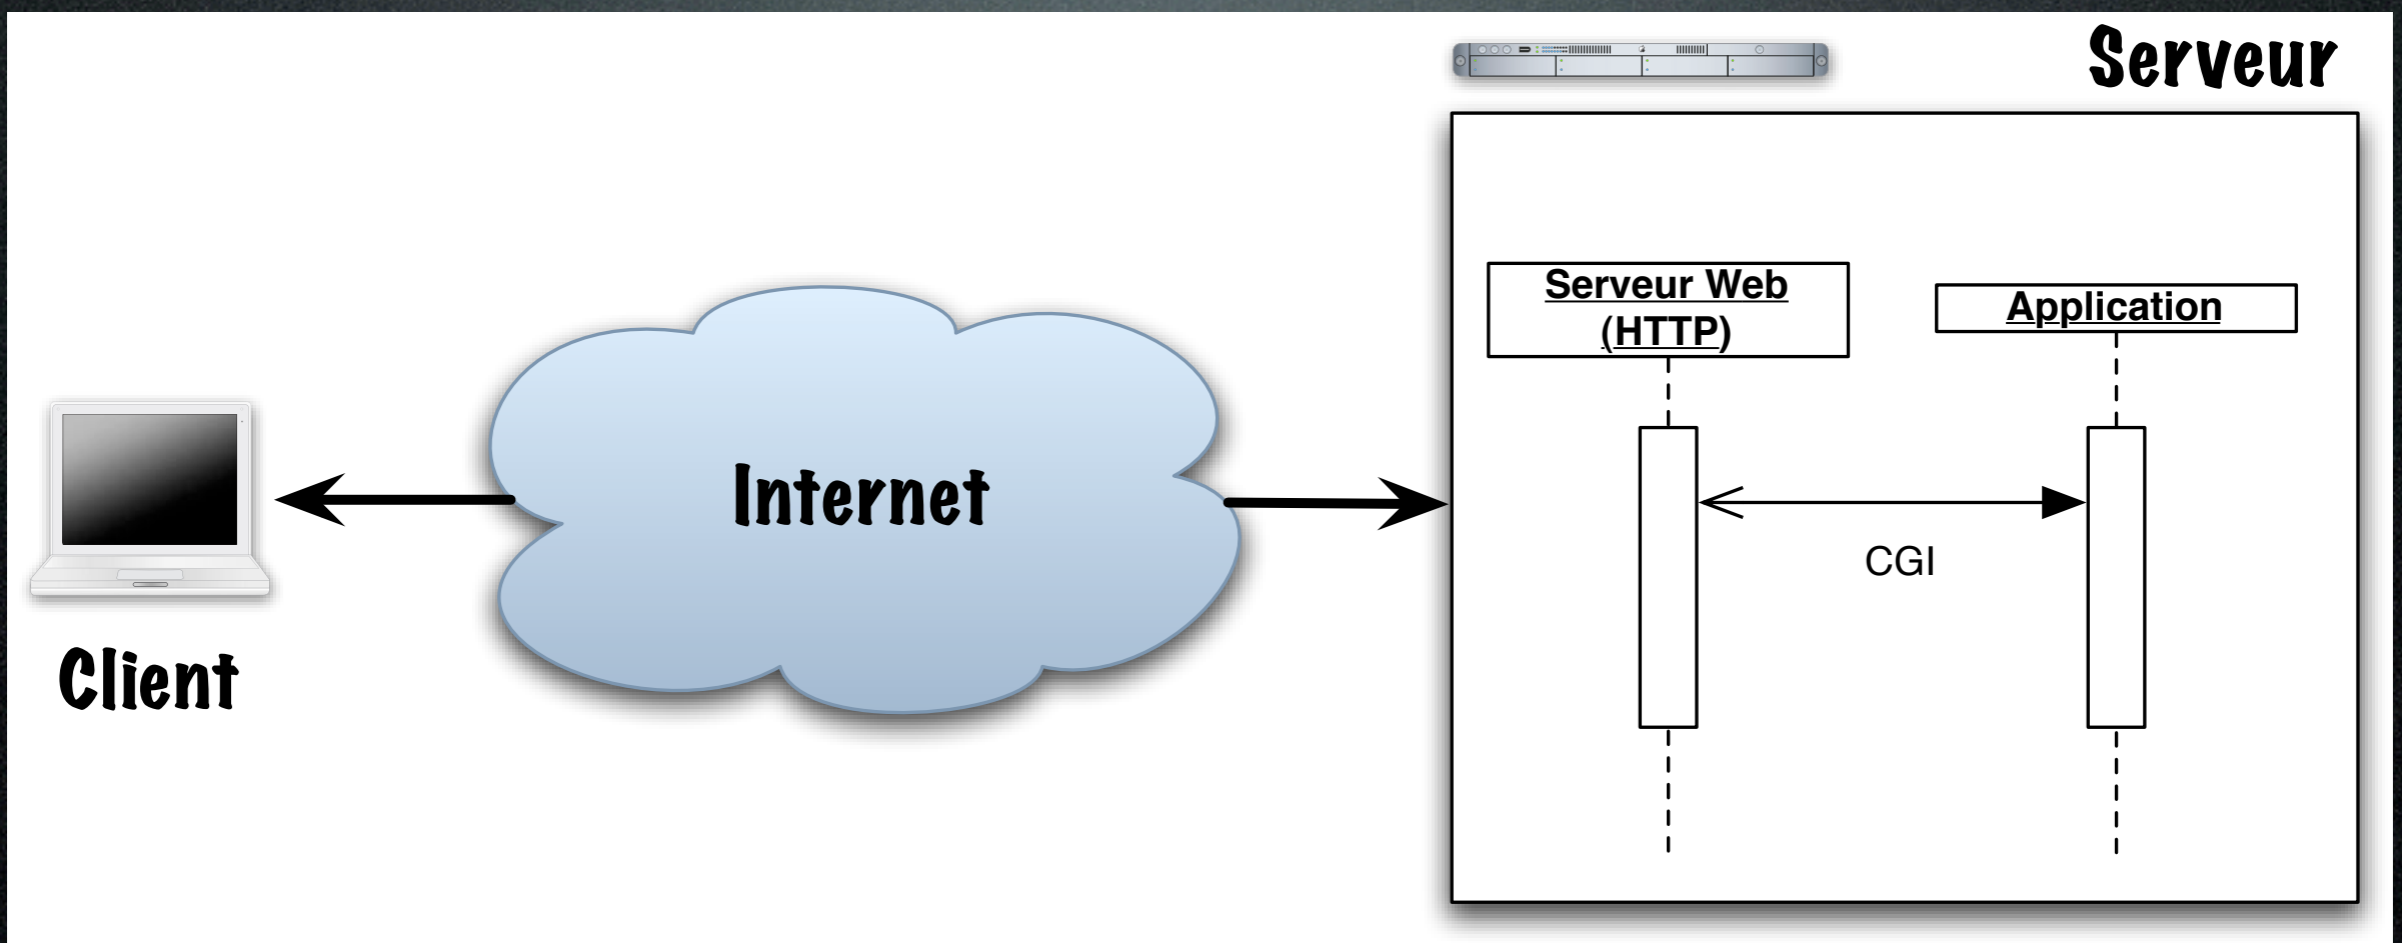 Serveur
Serveur Web
(HTTP)
Application
Internet
CGI
Client